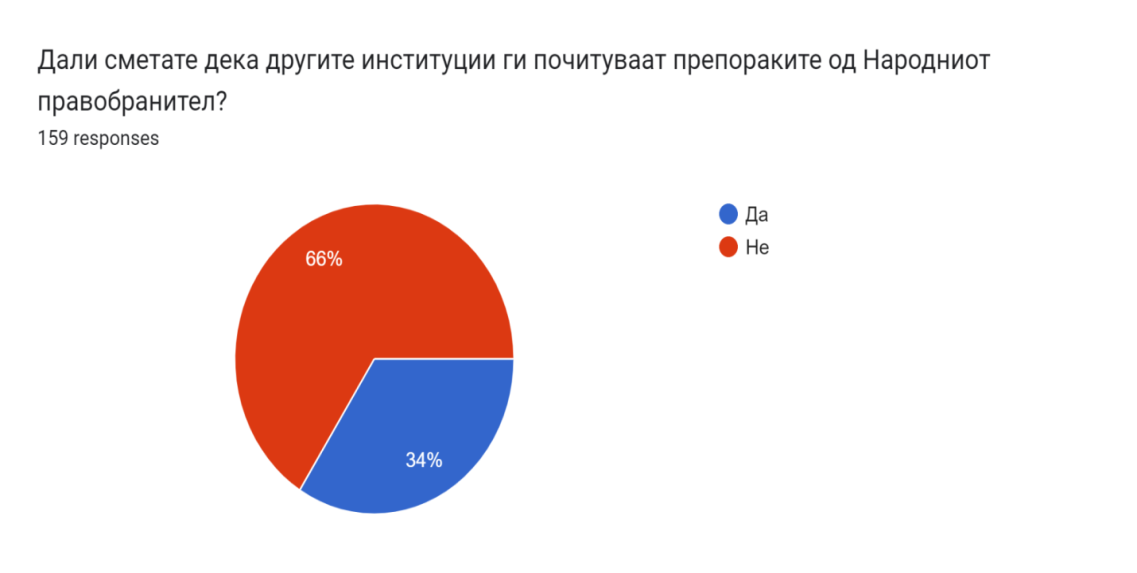 Дали сметате дека другите институции ги почитуваат препораките од Народниот
правобранител?
159 responses
Да
Не
66%
34%